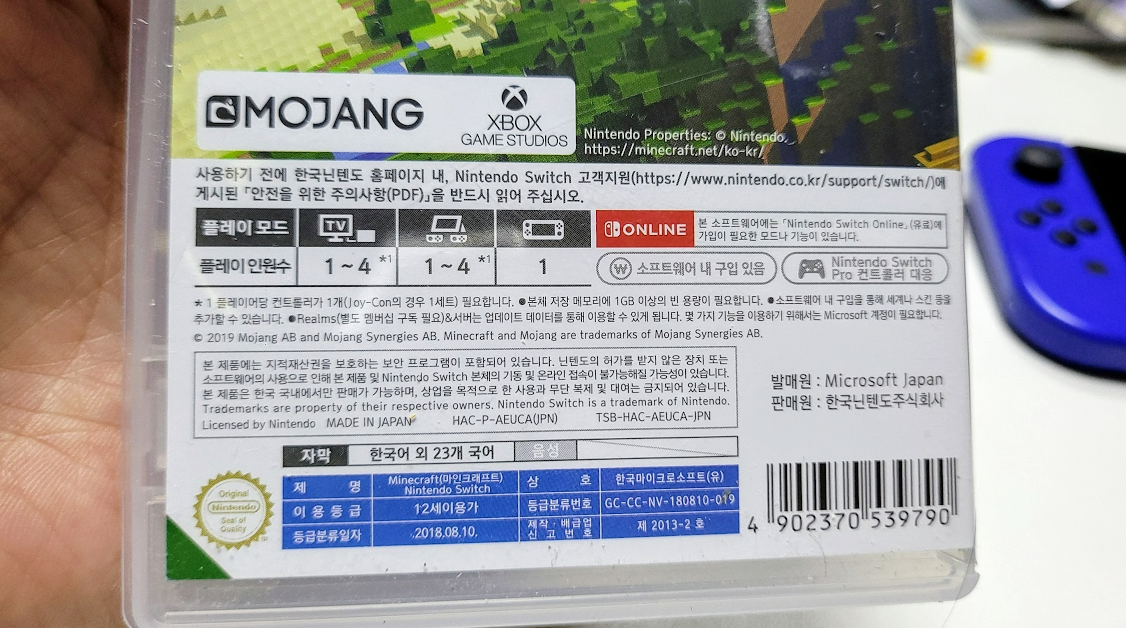 MOJANG
XBOX
GAME STUDIOS
Nintendo Properties: © Nintendo.
https://minecraft.net/ko-kr/
사용하기 전에 한국닌텐도 홈페이지 내, Nintendo Switch 고객지원(https://www.nintendo.co.kr/support/switch/)에
게시된 「안전을 위한 주의사항(PDF)」을 반드시 읽어 주십시오.
플레이 모드 TV
ONLINE 본 소프트웨어에는 「Nintendo Switch Online」(유료)에
가입이 필요한 모드나 기능이 있습니다.
플레이 인원수 1~4 *1 1~4 *1 1
W 소프트웨어 내 구입 있음 Nintendo Switch
Pro 컨트롤러 대응
*1 플레이어당 컨트롤러가 1개(Joy-Con의 경우 1세트) 필요합니다. ●본체 저장 메모리에 1GB 이상의 빈 용량이 필요합니다. ●소프트웨어 내 구입을 통해 세계나 스킨 등을
추가할 수 있습니다. ●Realms(별도 멤버십 구독 필요)&서버는 업데이트 데이터를 통해 이용할 수 있게 됩니다. 몇 가지 기능을 이용하기 위해서는 Microsoft 계정이 필요합니다.
© 2019 Mojang AB and Mojang Synergies AB. Minecraft and Mojang are trademarks of Mojang Synergies AB.
본 제품에는 지적재산권을 보호하는 보안 프로그램이 포함되어 있습니다. 닌텐도의 허가를 받지 않은 장치 또는
소프트웨어의 사용으로 인해 본 제품 및 Nintendo Switch 본체의 기동 및 온라인 접속이 불가능해질 가능성이 있습니다.
본 제품은 한국 국내에서만 판매가 가능하며, 상업을 목적으로 한 사용과 무단 복제 및 대여는 금지되어 있습니다.
Trademarks are property of their respective owners. Nintendo Switch is a trademark of Nintendo.
Licensed by Nintendo MADE IN JAPAN HAC-P-AEUCA(JPN) TSB-HAC-AEUCA-JPN
발매원 : Microsoft Japan
판매원 : 한국닌텐도주식회사
자막 한국어 외 23개 국어 음성
Original
Nintendo
Seal of
Quality
제 명 Minecraft(마인크래프트)
Nintendo Switch 상 호 한국마이크로소프트(유)
이용등급 12세이용가 등급분류번호 GC-CC-NV-180810-019
등급분류일자 2018.08.10. 제작·배급업
신고번호 제 2013-2 호
4 902370 539790